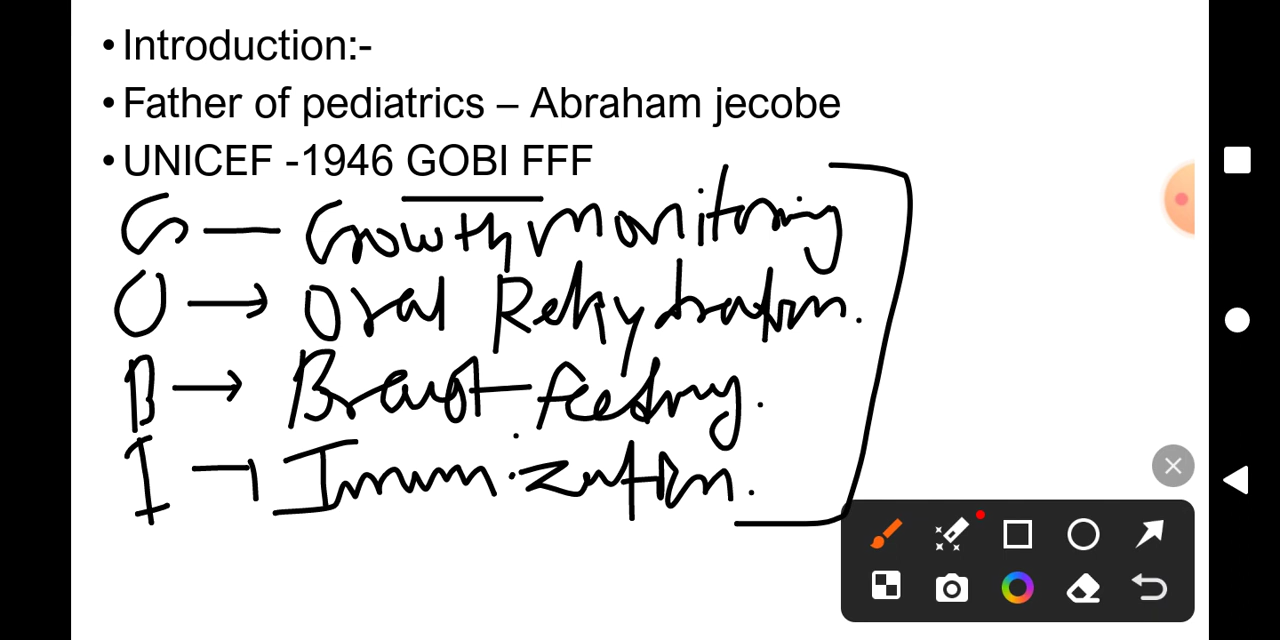 • Introduction:-
• Father of pediatrics – Abraham jecobe
• UNICEF -1946 GOBI FFF
G — Growth monitoring
O → Oral Rehydration.
B → Breast-feeding.
I → Immunization.